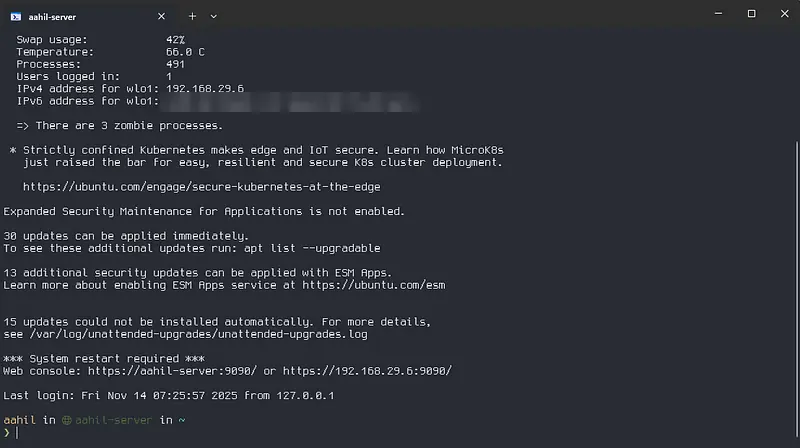 aahil-server
Swap usage: 42%
Temperature: 66.0 C
Processes: 491
Users logged in: 1
IPv4 address for wlo1: 192.168.29.6
IPv6 address for wlo1:
=> There are 3 zombie processes.
* Strictly confined Kubernetes makes edge and IoT secure. Learn how MicroK8s
just raised the bar for easy, resilient and secure K8s cluster deployment.
https://ubuntu.com/engage/secure-kubernetes-at-the-edge
Expanded Security Maintenance for Applications is not enabled.
30 updates can be applied immediately.
To see these additional updates run: apt list --upgradable
13 additional security updates can be applied with ESM Apps.
Learn more about enabling ESM Apps service at https://ubuntu.com/esm
15 updates could not be installed automatically. For more details,
see /var/log/unattended-upgrades/unattended-upgrades.log
*** System restart required ***
Web console: https://aahil-server:9090/ or https://192.168.29.6:9090/
Last login: Fri Nov 14 07:25:57 2025 from 127.0.0.1
aahil in 🌐 aahil-server in ~
❯